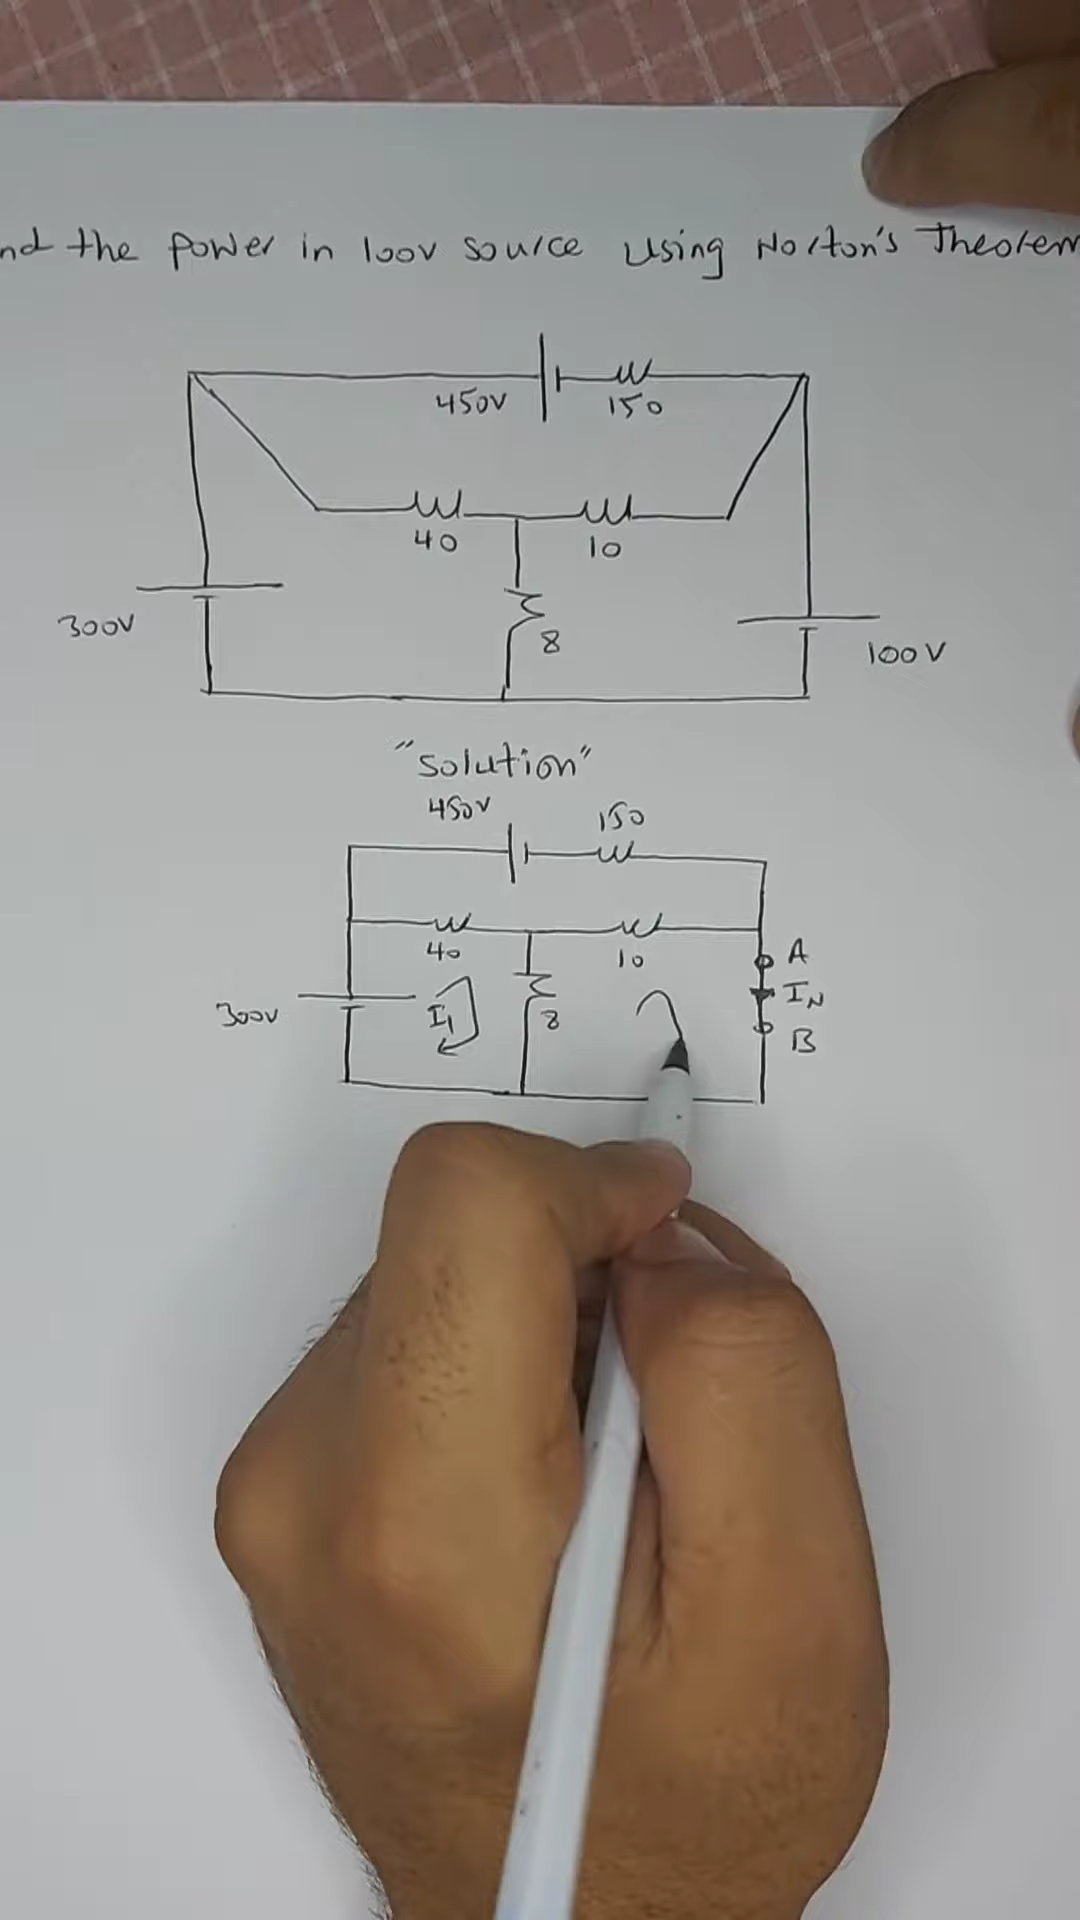 nd the power in 100V source using Norton's Theorem
450V 150
40 10
300V 8 100V
"Solution"
450V 150
40 10 A
300V I1 8 IN
B